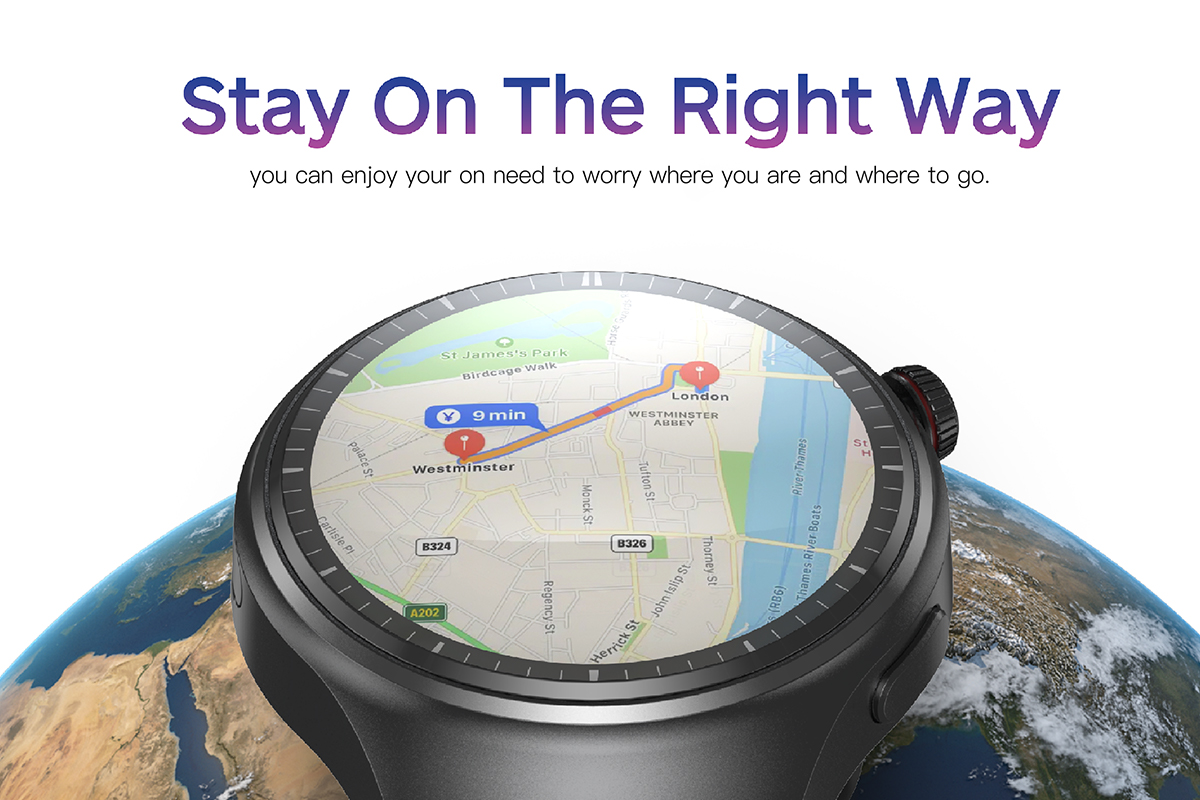 Stay On The Right Way
you can enjoy your on need to worry where you are and where to go.
St James's Park
Birdcage Walk
London
¥ 9 min
WESTMINSTER
ABBEY
Westminster
Palace St
River Thames
Tufton St
Monck St
Carlisle Pl
Thames River Boats
B324
B326
Thorney St
John Islip St
Regency St
(RB6)
A202
Herrick St